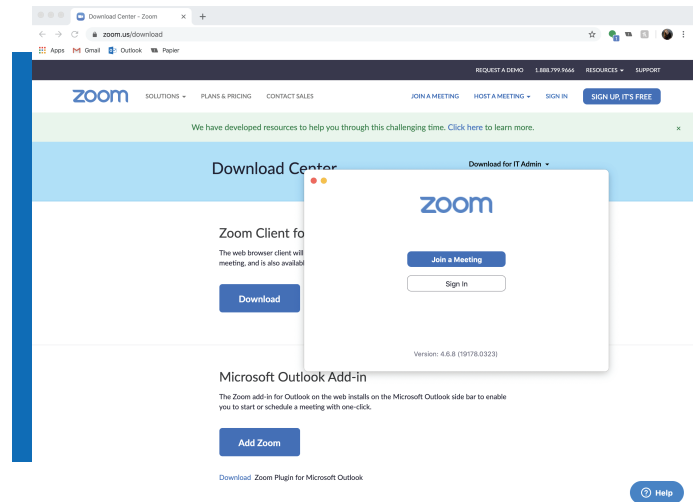 Download Center - Zoom
zoom.us/download
Apps Gmail Outlook Papier
REQUEST A DEMO 1.888.799.9666 RESOURCES SUPPORT
zoom SOLUTIONS PLANS & PRICING CONTACT SALES JOIN A MEETING HOST A MEETING SIGN IN SIGN UP, IT'S FREE
We have developed resources to help you through this challenging time. Click here to learn more.
Download Center Download for IT Admin
zoom
Join a Meeting
Sign In
Version: 4.6.8 (19178.0323)
Zoom Client fo
The web browser client will
meeting, and is also availabl
Download
Microsoft Outlook Add-in
The Zoom add-in for Outlook on the web installs on the Microsoft Outlook side bar to enable
you to start or schedule a meeting with one-click.
Add Zoom
Download Zoom Plugin for Microsoft Outlook
Help